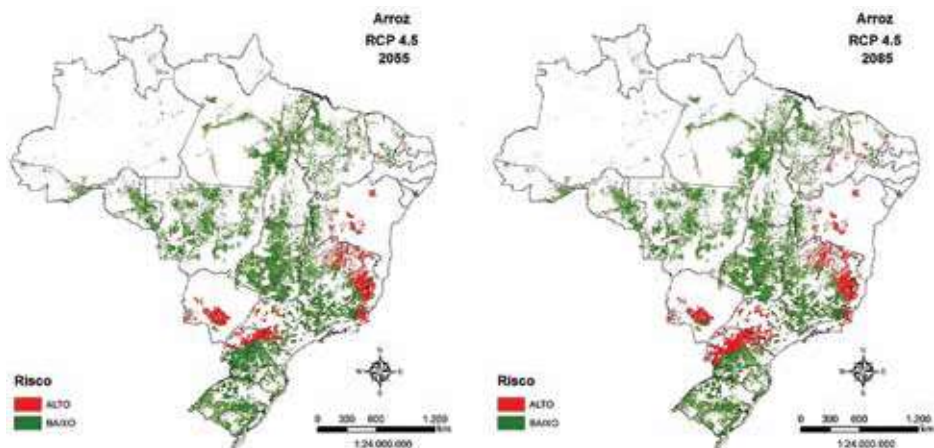 Arroz
RCP 4.5
2055
N
W E
S
Risco
ALTO
BAIXO
0 300 600 1.200
km
1:24.000.000
Arroz
RCP 4.5
2085
N
W E
S
Risco
ALTO
BAIXO
0 300 600 1.200
km
1:24.000.000